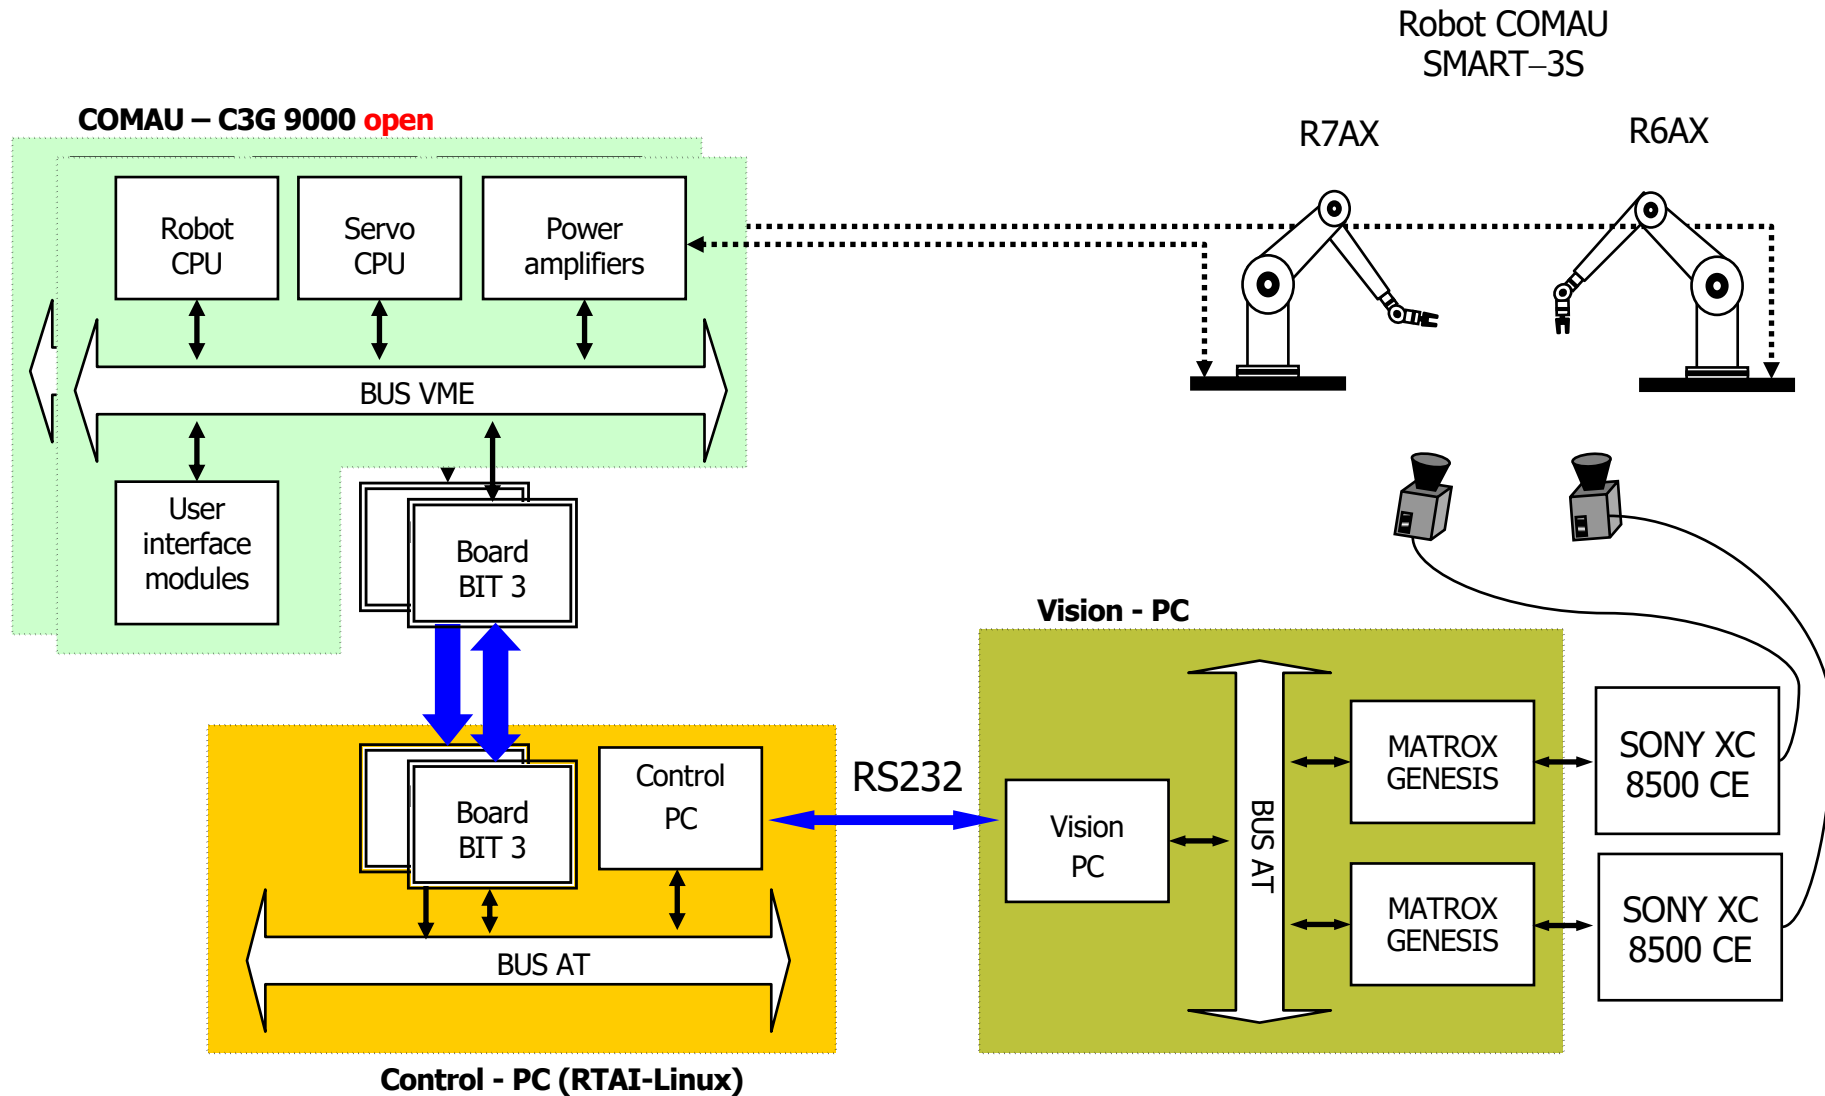 Robot COMAU
SMART–3S
COMAU – C3G 9000 open
R7AX
R6AX
Robot
CPU
Servo
CPU
Power
amplifiers
BUS VME
User
interface
modules
Board
BIT 3
Vision - PC
Control
PC
RS232
Board
BIT 3
Vision
PC
BUS AT
MATROX
GENESIS
SONY XC
8500 CE
MATROX
GENESIS
SONY XC
8500 CE
BUS AT
Control - PC (RTAI-Linux)